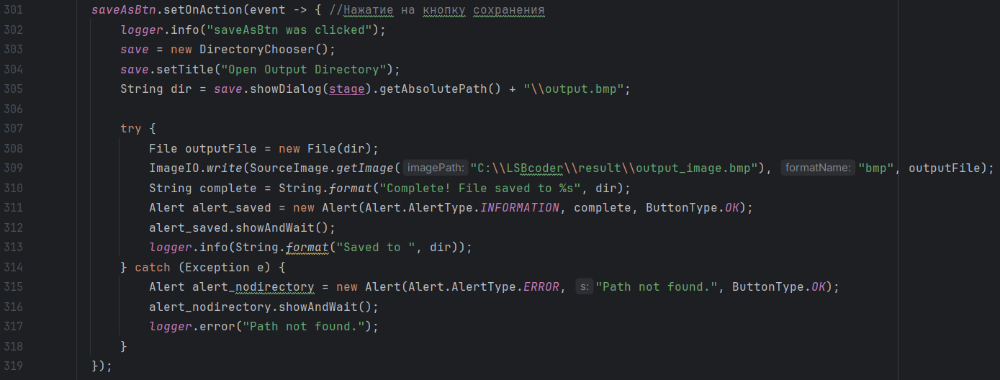 301 saveAsBtn.setOnAction(event -> { //Нажатие на кнопку сохранения
302 logger.info("saveAsBtn was clicked");
303 save = new DirectoryChooser();
304 save.setTitle("Open Output Directory");
305 String dir = save.showDialog(stage).getAbsolutePath() + "\\output.bmp";
306
307 try {
308 File outputFile = new File(dir);
309 ImageIO.write(SourceImage.getImage( imagePath: "C:\\LSBcoder\\result\\output_image.bmp"), formatName: "bmp", outputFile);
310 String complete = String.format("Complete! File saved to %s", dir);
311 Alert alert_saved = new Alert(Alert.AlertType.INFORMATION, complete, ButtonType.OK);
312 alert_saved.showAndWait();
313 logger.info(String.format("Saved to ", dir));
314 } catch (Exception e) {
315 Alert alert_nodirectory = new Alert(Alert.AlertType.ERROR, s: "Path not found.", ButtonType.OK);
316 alert_nodirectory.showAndWait();
317 logger.error("Path not found.");
318 }
319 });